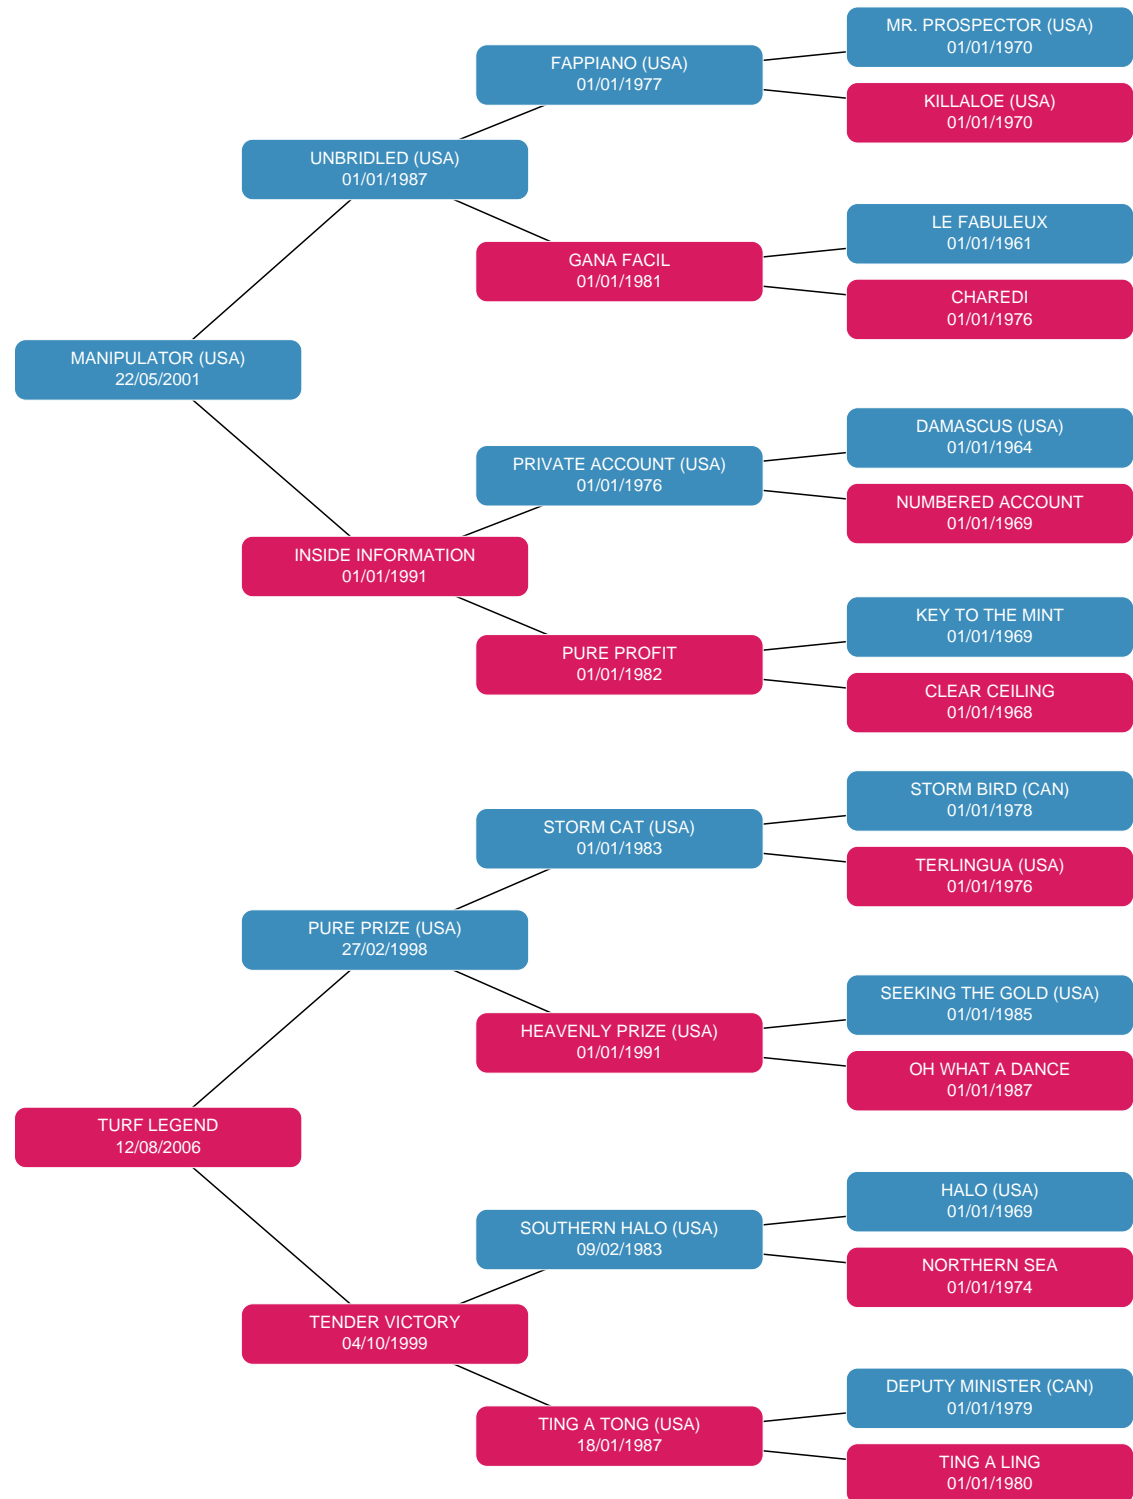 MR. PROSPECTOR (USA)
01/01/1970
FAPPIANO (USA)
01/01/1977
KILLALOE (USA)
01/01/1970
UNBRIDLED (USA)
01/01/1987
LE FABULEUX
01/01/1961
GANA FACIL
01/01/1981
CHAREDI
01/01/1976
MANIPULATOR (USA)
22/05/2001
DAMASCUS (USA)
01/01/1964
PRIVATE ACCOUNT (USA)
01/01/1976
NUMBERED ACCOUNT
01/01/1969
INSIDE INFORMATION
01/01/1991
KEY TO THE MINT
01/01/1969
PURE PROFIT
01/01/1982
CLEAR CEILING
01/01/1968
STORM BIRD (CAN)
01/01/1978
STORM CAT (USA)
01/01/1983
TERLINGUA (USA)
01/01/1976
PURE PRIZE (USA)
27/02/1998
SEEKING THE GOLD (USA)
01/01/1985
HEAVENLY PRIZE (USA)
01/01/1991
OH WHAT A DANCE
01/01/1987
TURF LEGEND
12/08/2006
HALO (USA)
01/01/1969
SOUTHERN HALO (USA)
09/02/1983
NORTHERN SEA
01/01/1974
TENDER VICTORY
04/10/1999
DEPUTY MINISTER (CAN)
01/01/1979
TING A TONG (USA)
18/01/1987
TING A LING
01/01/1980